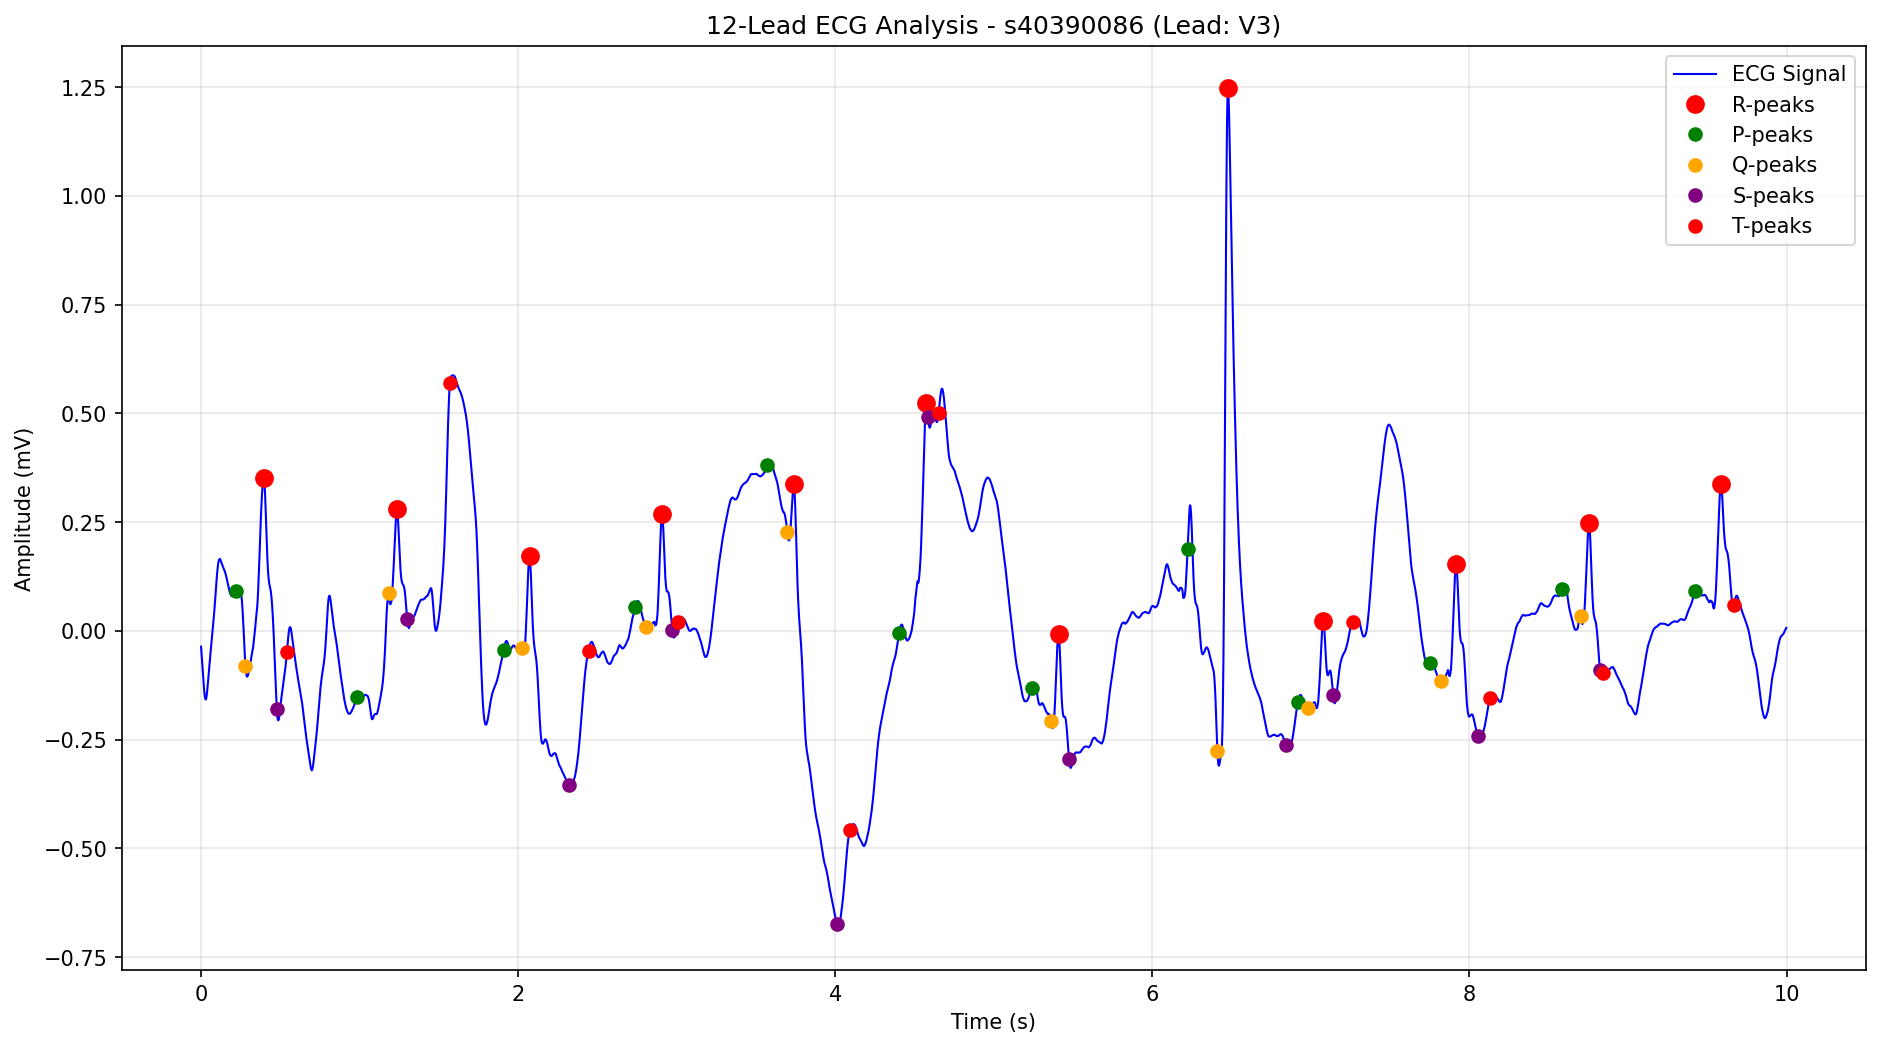 12-Lead ECG Analysis - s40390086 (Lead: V3)
ECG Signal
R-peaks
P-peaks
Q-peaks
S-peaks
T-peaks
Amplitude (mV)
1.25
1.00
0.75
0.50
0.25
0.00
−0.25
−0.50
−0.75
0
2
4
6
8
10
Time (s)